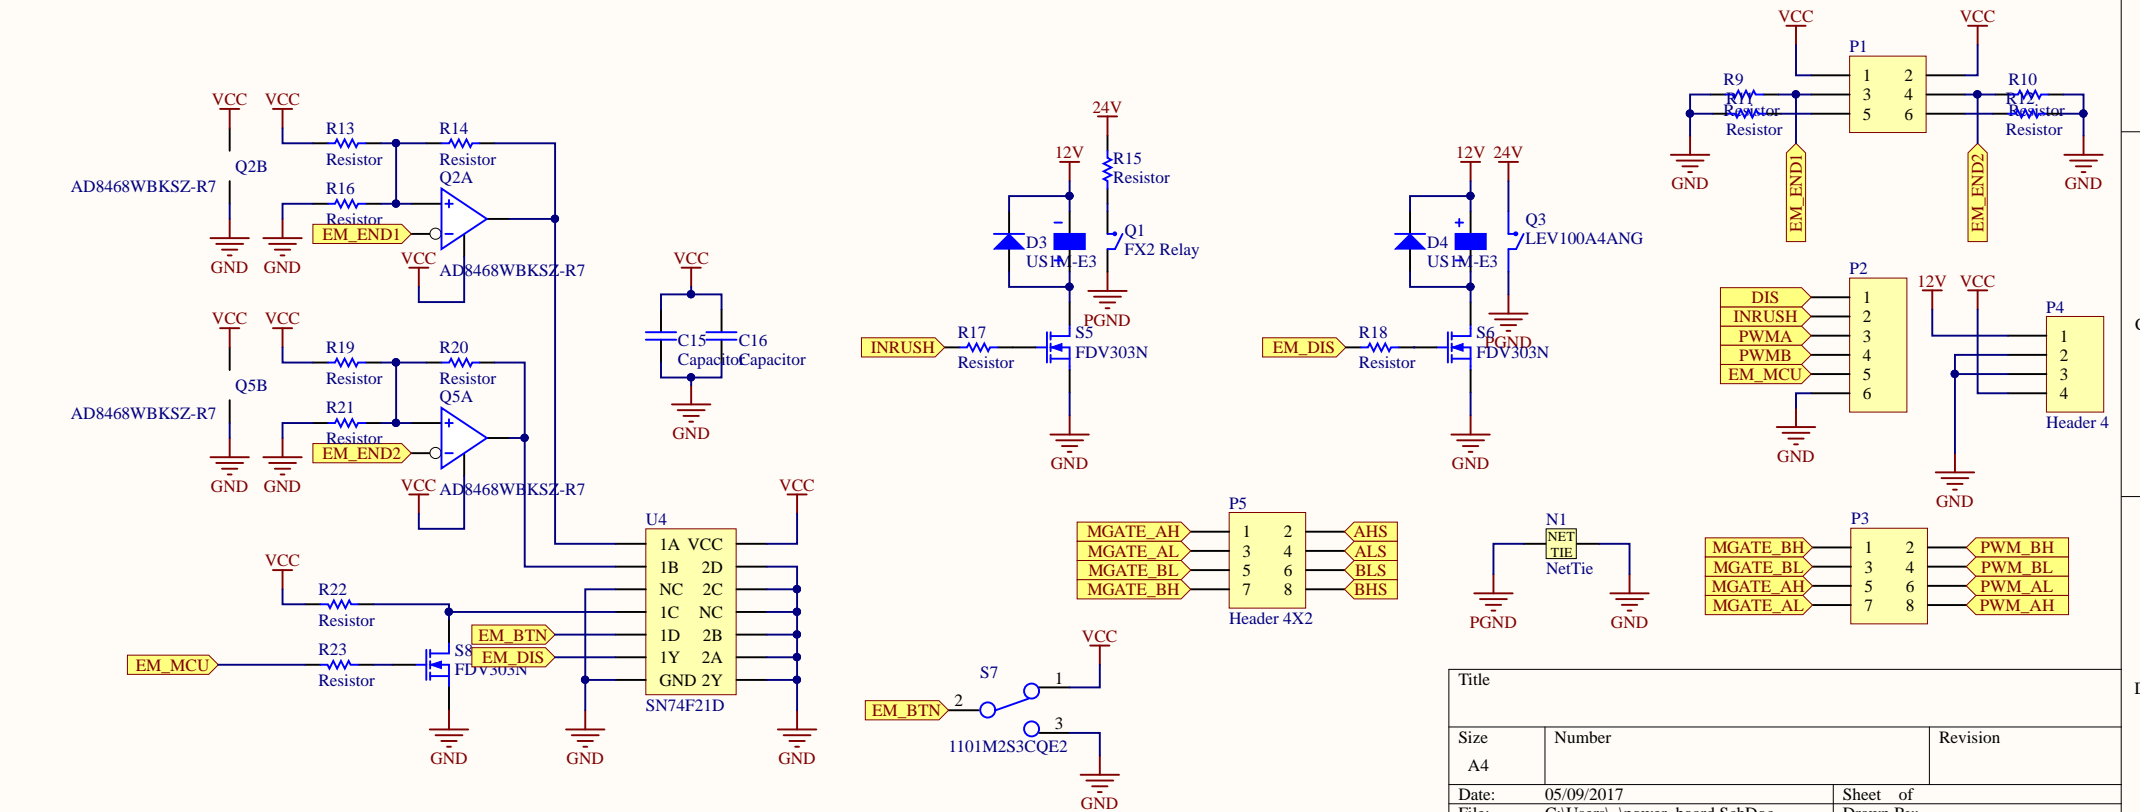 VCC
VCC
R13
Resistor
R14
Resistor
Q2A
Q2B
AD8468WBKSZ-R7
R16
Resistor
EM_END1
+
-
GND
GND
VCC
AD8468WBKSZ-R7
VCC
VCC
R19
Resistor
R20
Resistor
Q5A
Q5B
AD8468WBKSZ-R7
R21
Resistor
EM_END2
+
-
GND
GND
VCC
AD8468WBKSZ-R7
VCC
C15
Capacitor
C16
Capacitor
GND
VCC
R22
Resistor
EM_MCU
R23
Resistor
S8
FDV303N
GND
EM_BTN
EM_DIS
U4
1A VCC
1B 2D
NC 2C
1C NC
1D 2B
1Y 2A
GND 2Y
SN74F21D
VCC
GND
GND
24V
12V
R15
Resistor
-
+
D3
US1M-E3
Q1
FX2 Relay
PGND
INRUSH
R17
Resistor
S5
FDV303N
GND
12V
24V
+
-
D4
US1M-E3
Q3
LEV100A4ANG
PGND
EM_DIS
R18
Resistor
S6
FDV303N
GND
VCC
VCC
P1
R9
Resistor
R11
Resistor
1 2
3 4
5 6
R10
Resistor
R12
Resistor
GND
GND
EM_END1
EM_END2
P2
DIS 1
INRUSH 2
PWMA 3
PWMB 4
EM_MCU 5
6
GND
12V
VCC
P4
1
2
3
4
Header 4
GND
P5
MGATE_AH 1 2 AHS
MGATE_AL 3 4 ALS
MGATE_BL 5 6 BLS
MGATE_BH 7 8 BHS
Header 4X2
N1
NET
TIE
NetTie
PGND
GND
P3
MGATE_BH 1 2 PWM_BH
MGATE_BL 3 4 PWM_BL
MGATE_AH 5 6 PWM_AL
MGATE_AL 7 8 PWM_AH
VCC
S7
EM_BTN
2
1
3
1101M2S3CQE2
GND
Title
Size
Number
Revision
A4
Date:
05/09/2017
Sheet of